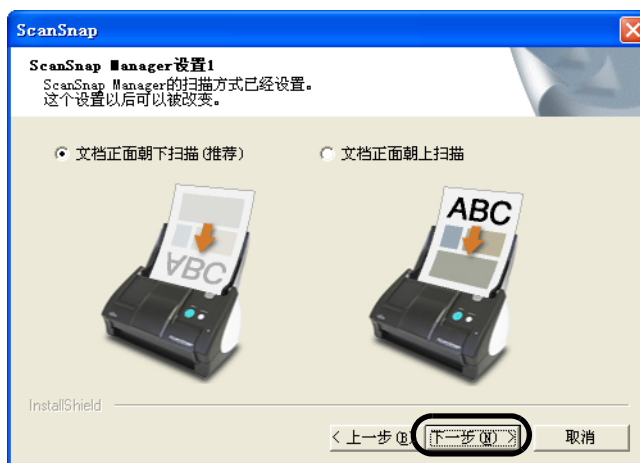 ScanSnap
ScanSnap Manager设置1
ScanSnap Manager的扫描方式已经设置。
这个设置以后可以被改变。
文档正面朝下扫描(推荐)
文档正面朝上扫描
ABC
ABC
InstallShield
< 上一步(B)
下一步(N) >
取消